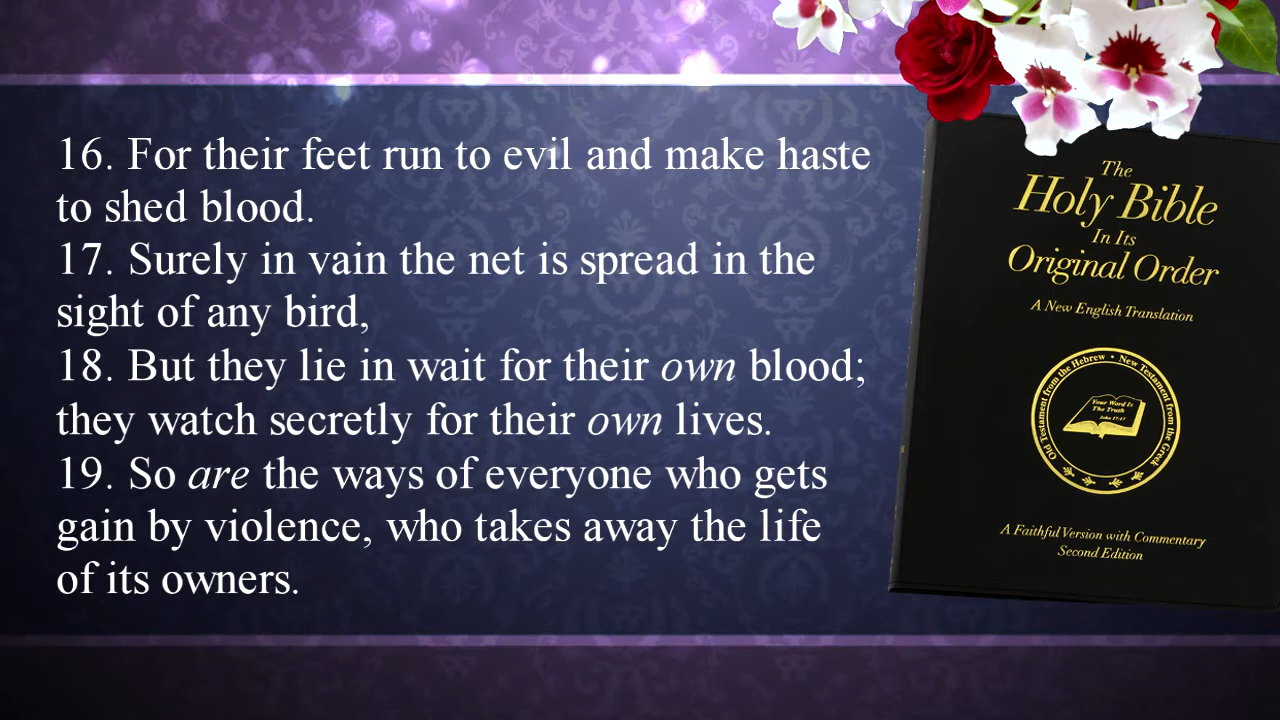 16. For their feet run to evil and make haste
to shed blood.
17. Surely in vain the net is spread in the
sight of any bird,
18. But they lie in wait for their own blood;
they watch secretly for their own lives.
19. So are the ways of everyone who gets
gain by violence, who takes away the life
of its owners.
The
Holy Bible
In Its
Original Order
A New English Translation
Old Testament from the Hebrew • New Testament from the Greek
Your Word Is
The Truth
John 17:17
A Faithful Version with Commentary
Second Edition